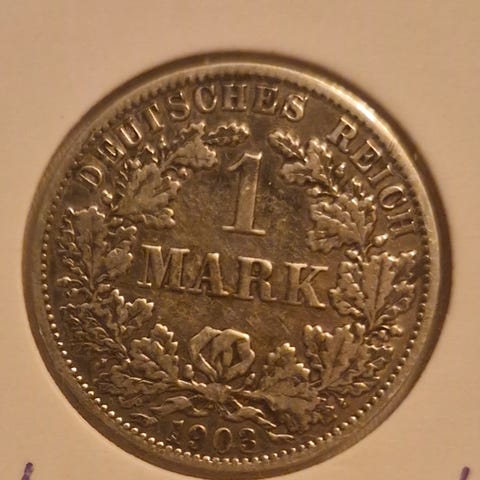 DEUTSCHES REICH
1
MARK
1903